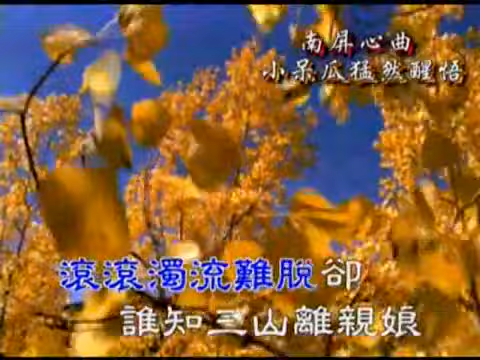 南屏心曲
小呆瓜猛然醒悟
滾滾濁流難脫卻
誰知三山離親娘